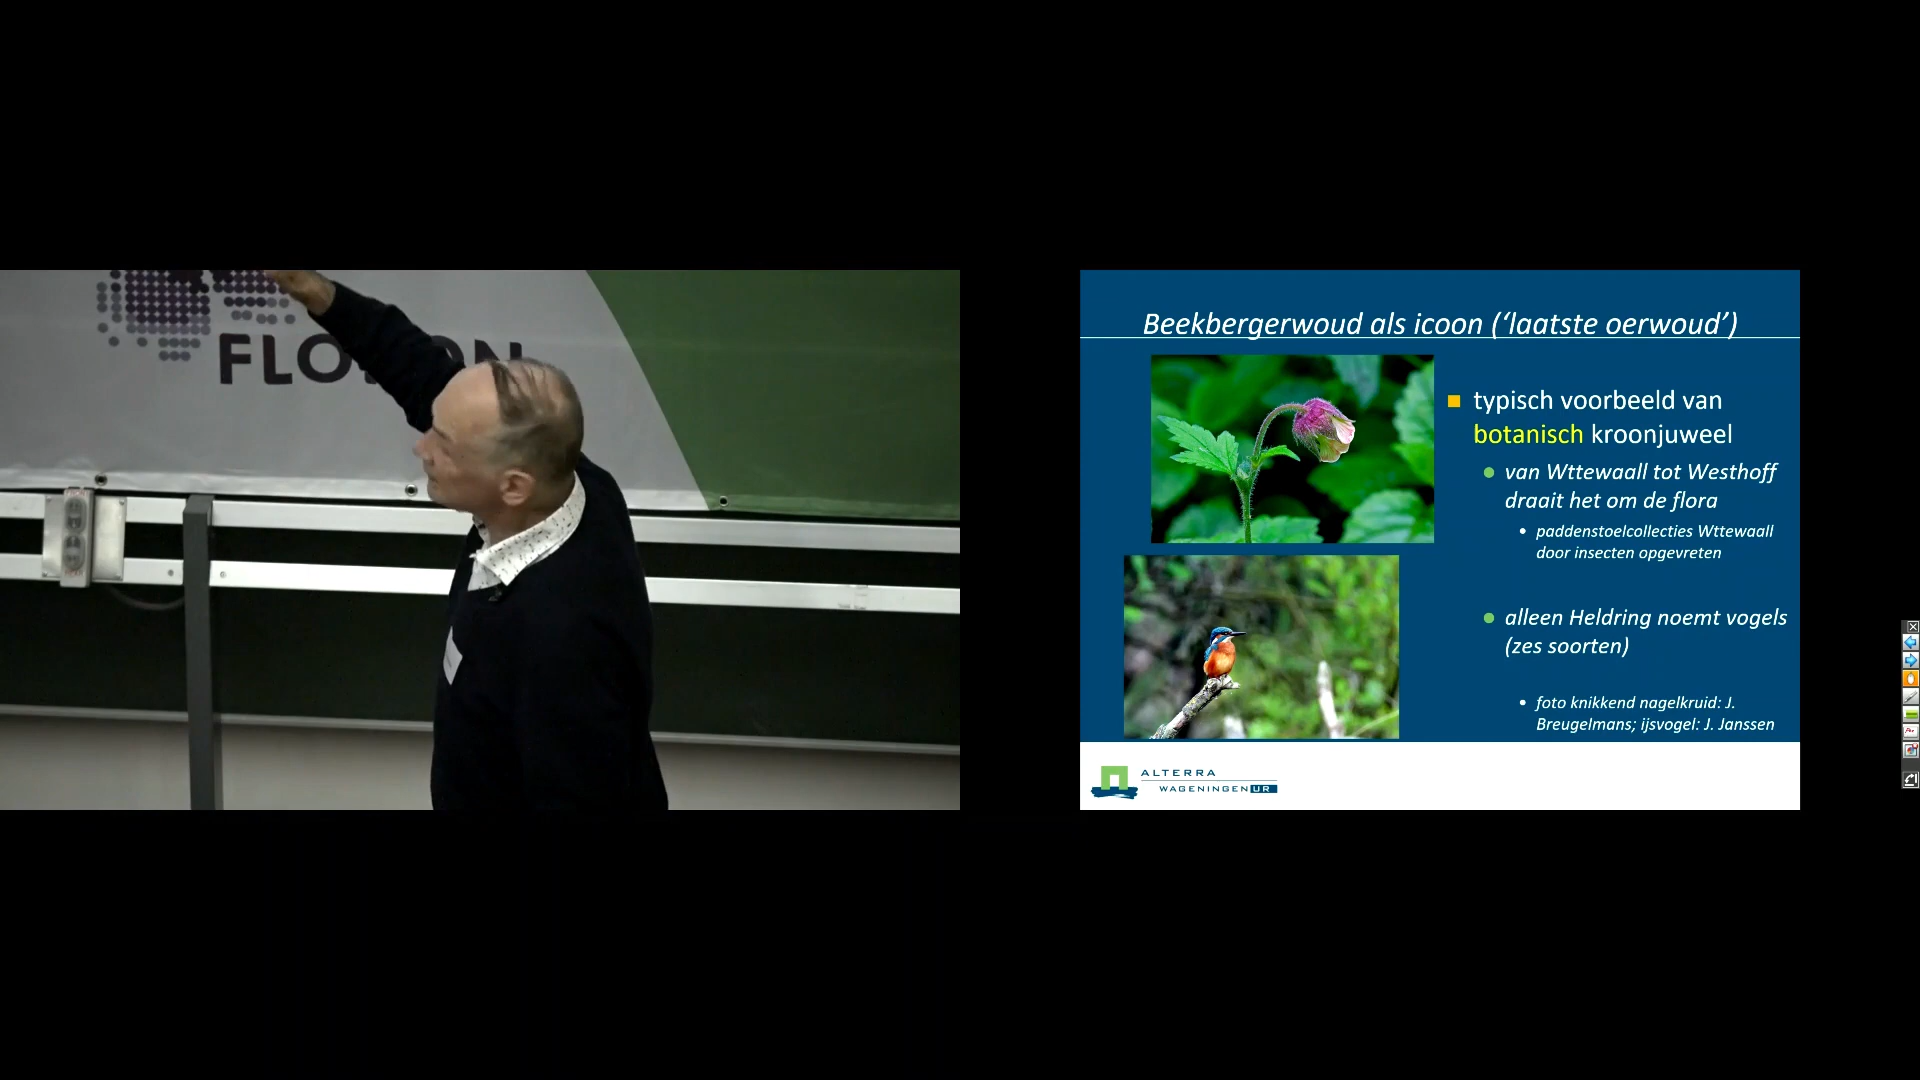 Beekbergerwoud als icoon (‘laatste oerwoud’)
typisch voorbeeld van
botanisch kroonjuweel
van Wttewaall tot Westhoff
draait het om de flora
paddenstoelcollecties Wttewaall
door insecten opgevreten
alleen Heldring noemt vogels
(zes soorten)
foto knikkend nagelkruid: J.
Breugelmans; ijsvogel: J. Janssen
ALTERRA
WAGENINGEN UR